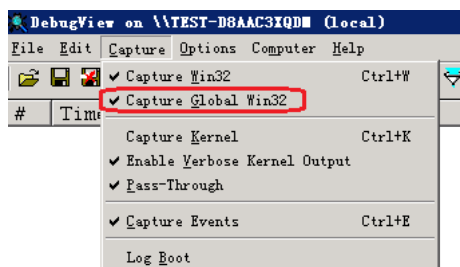 DebugView on \\TEST-D8AAC3XQD (local)
File Edit Capture Options Computer Help
# Time
Capture Win32 Ctrl+W
Capture Global Win32
Capture Kernel Ctrl+K
Enable Verbose Kernel Output
Pass-Through
Capture Events Ctrl+E
Log Boot